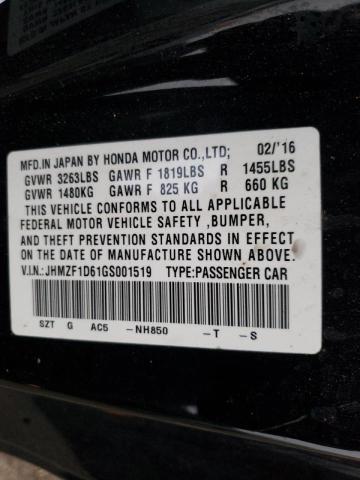 MFD.IN JAPAN BY HONDA MOTOR CO.,LTD; 02/'16
GVWR 3263LBS GAWR F 1819LBS R 1455LBS
GVWR 1480KG GAWR F 825 KG R 660 KG
THIS VEHICLE CONFORMS TO ALL APPLICABLE
FEDERAL MOTOR VEHICLE SAFETY ,BUMPER,
AND THEFT PREVENTION STANDARDS IN EFFECT
ON THE DATE OF MANUFACTURE SHOWN ABOVE.
V.I.N.:JHMZF1D61GS001519 TYPE:PASSENGER CAR
SZT G AC5 -NH850 -T -S